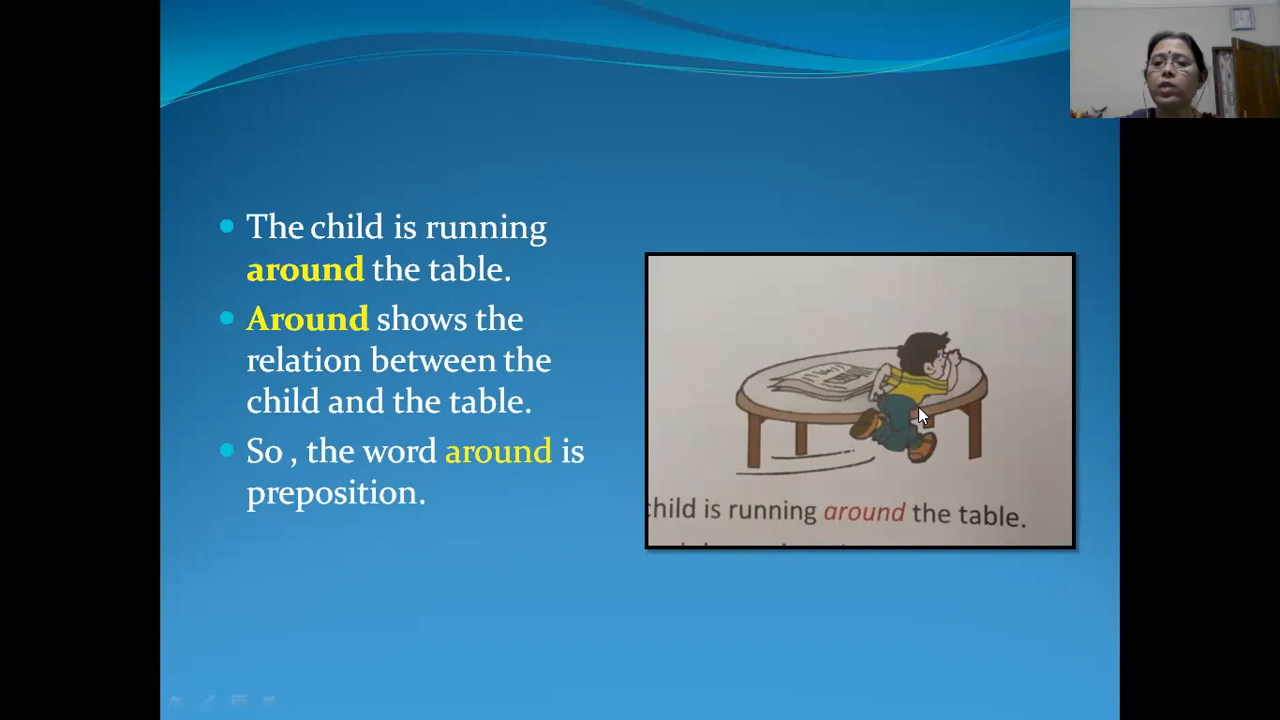 The child is running
around the table.
Around shows the
relation between the
child and the table.
So , the word around is
preposition.
child is running around the table.